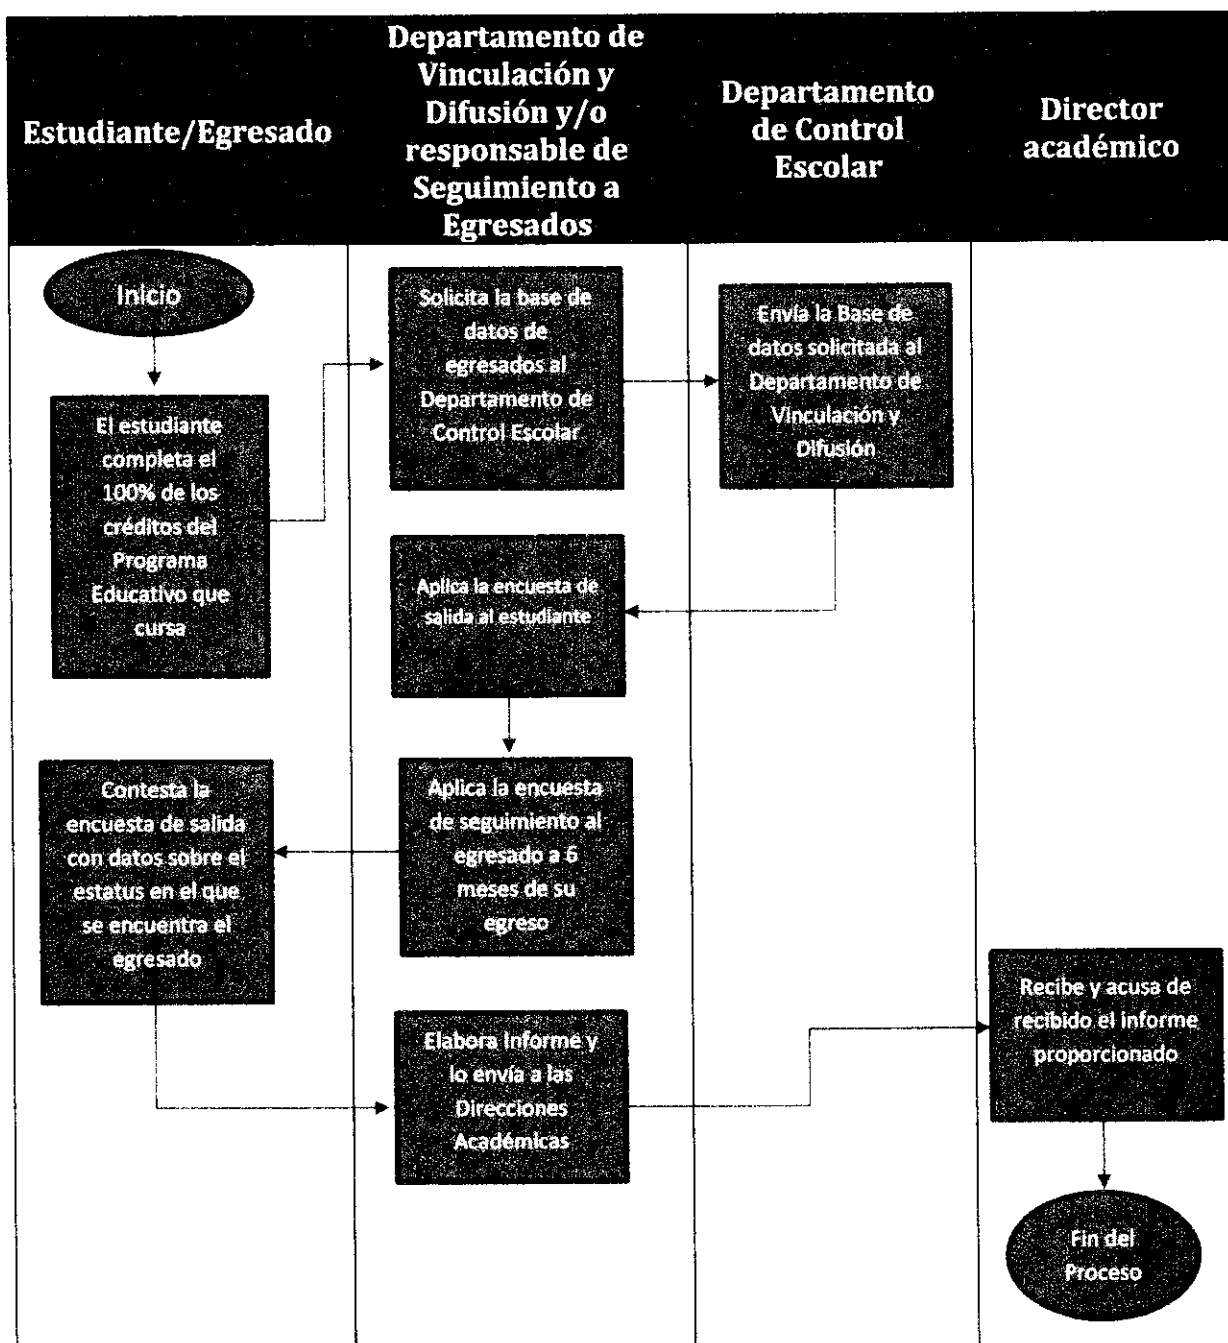 Estudiante/Egresado
Departamento de
Vinculación y
Difusión y/o
responsable de
Seguimiento a
Egresados
Departamento
de Control
Escolar
Director
académico
Inicio
El estudiante
completa el
100% de los
créditos del
Programa
Educativo que
cursa
Solicita la base de
datos de
egresados al
Departamento de
Control Escolar
Envía la Base de
datos solicitada al
Departamento de
Vinculación y
Difusión
Aplica la encuesta de
salida al estudiante
Aplica la encuesta
de seguimiento al
egresado a 6
meses de su
egreso
Contesta la
encuesta de salida
con datos sobre el
estatus en el que
se encuentra el
egresado
Elabora Informe y
lo envía a las
Direcciones
Académicas
Recibe y acusa de
recibido el informe
proporcionado
Fin del
Proceso